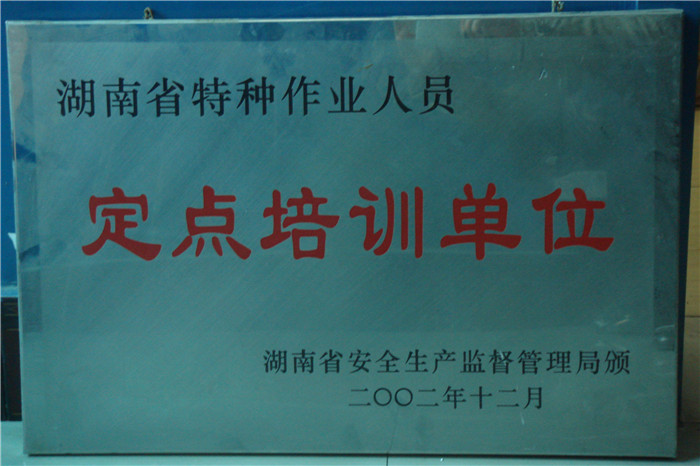 湖南省特种作业人员
定点培训单位
湖南省安全生产监督管理局颁
二〇〇二年十二月